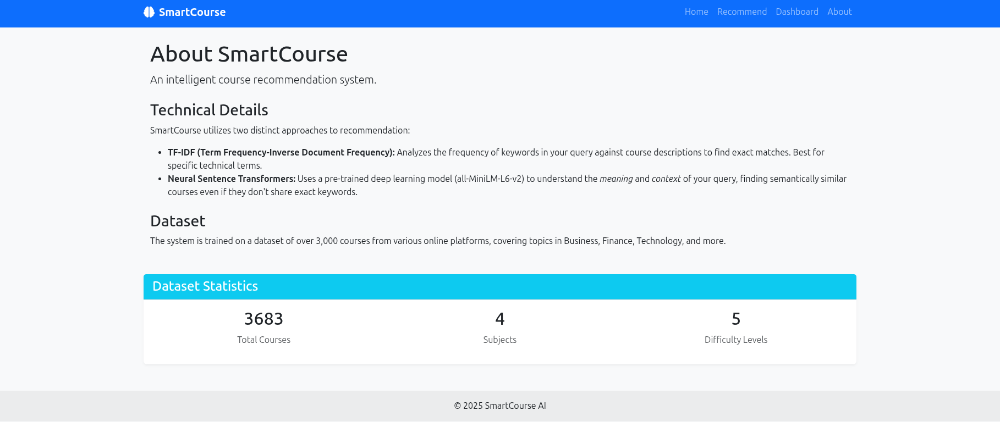 SmartCourse
Home Recommend Dashboard About
About SmartCourse
An intelligent course recommendation system.
Technical Details
SmartCourse utilizes two distinct approaches to recommendation:
• TF-IDF (Term Frequency-Inverse Document Frequency): Analyzes the frequency of keywords in your query against course descriptions to find exact matches. Best for
specific technical terms.
• Neural Sentence Transformers: Uses a pre-trained deep learning model (all-MiniLM-L6-v2) to understand the meaning and context of your query, finding semantically similar
courses even if they don't share exact keywords.
Dataset
The system is trained on a dataset of over 3,000 courses from various online platforms, covering topics in Business, Finance, Technology, and more.
Dataset Statistics
3683 4 5
Total Courses Subjects Difficulty Levels
© 2025 SmartCourse AI